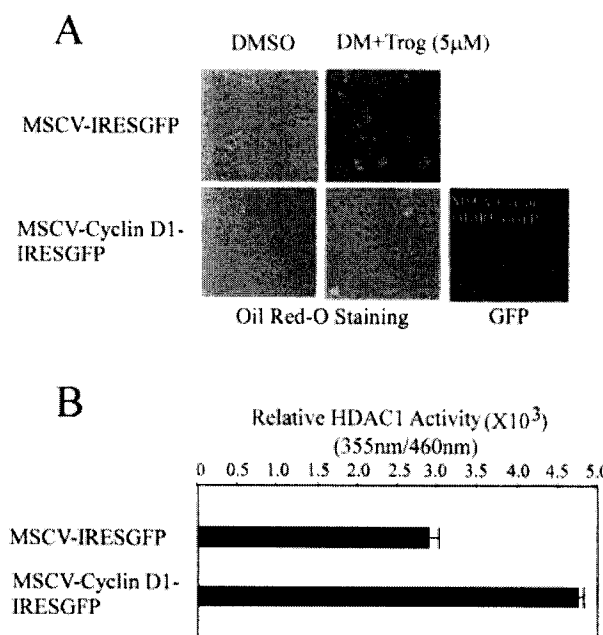 A
DMSO DM+Trog (5μM)
MSCV-IRESGFP
MSCV-Cyclin D1-
IRESGFP
Oil Red-O Staining GFP
B
Relative HDAC1 Activity (X10³)
(355nm/460nm)
0 0.5 1.0 1.5 2.0 2.5 3.0 3.5 4.0 4.5 5.0
MSCV-IRESGFP
MSCV-Cyclin D1-
IRESGFP